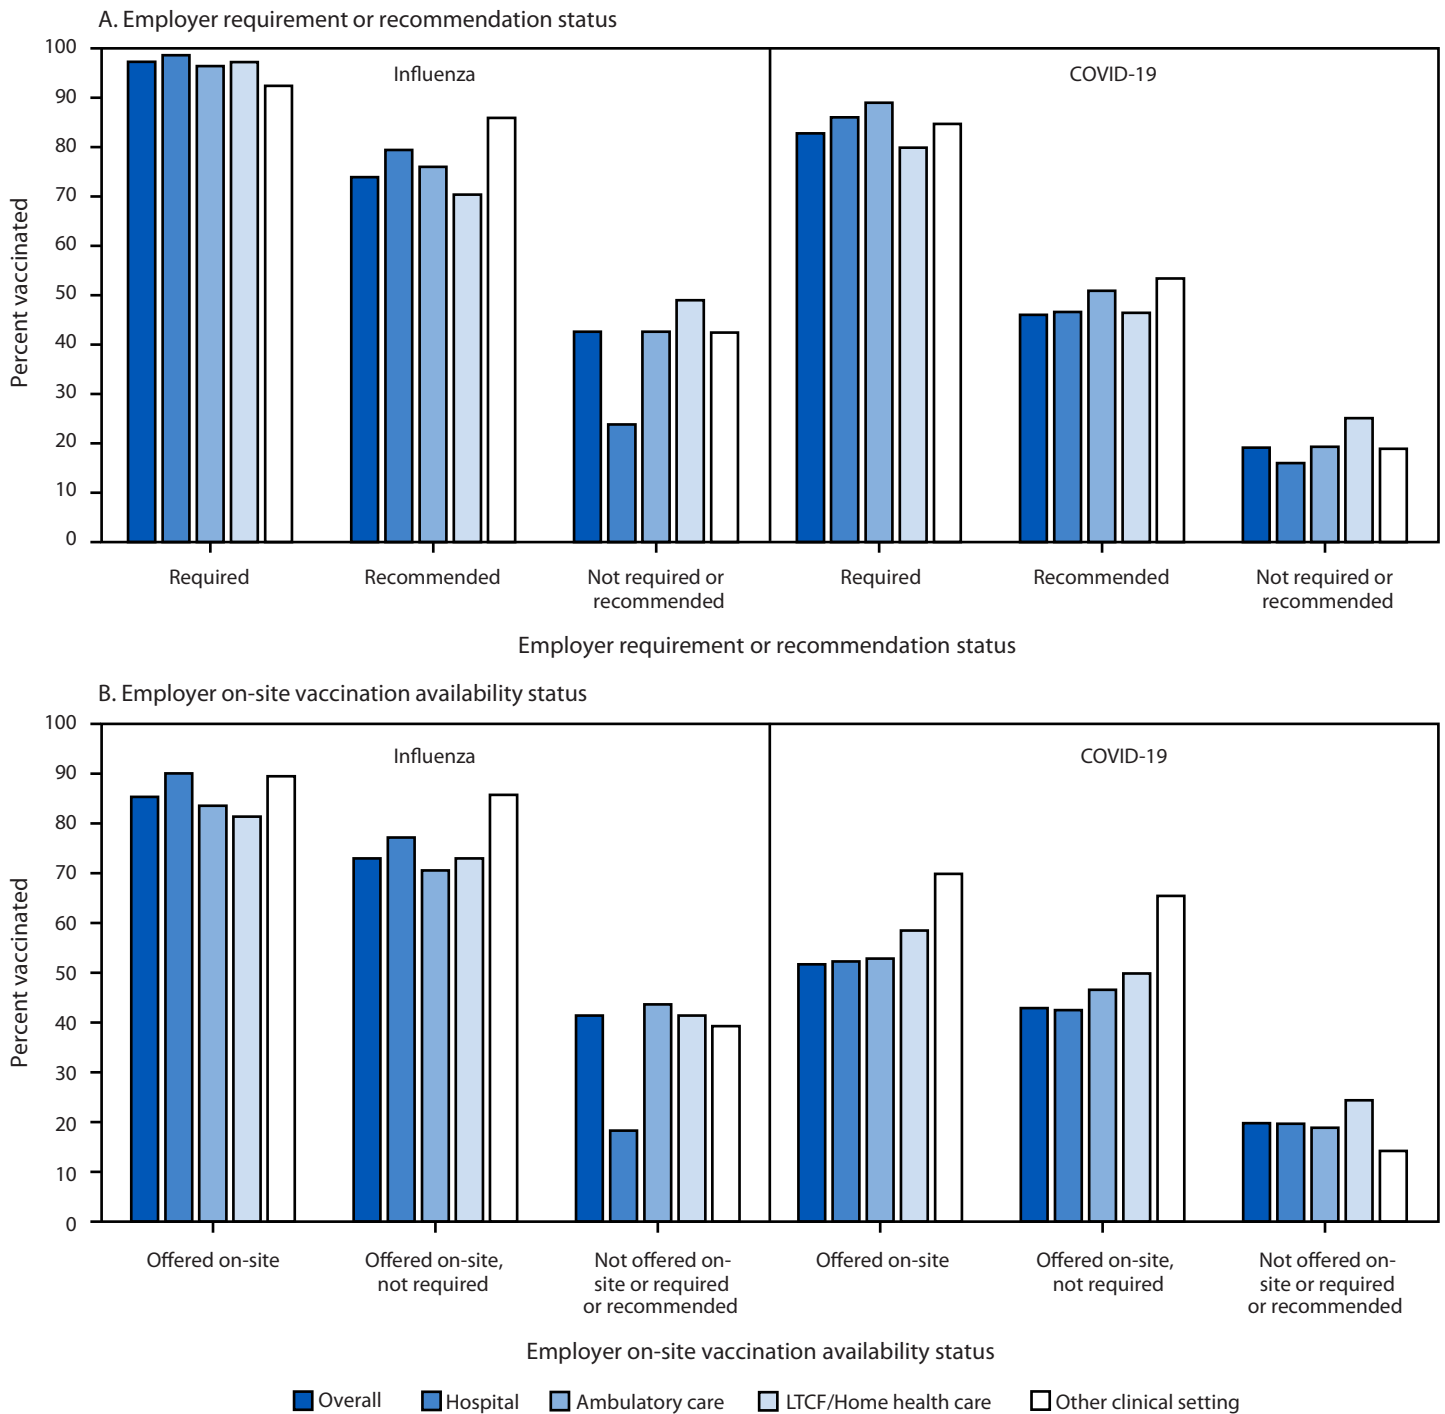 A. Employer requirement or recommendation status
100
90
80
70
60
50
40
30
20
10
0
Percent vaccinated
Influenza
COVID-19
Required
Recommended
Not required or
recommended
Required
Recommended
Not required or
recommended
Employer requirement or recommendation status
B. Employer on-site vaccination availability status
100
90
80
70
60
50
40
30
20
10
0
Percent vaccinated
Influenza
COVID-19
Offered on-site
Offered on-site,
not required
Not offered on-
site or required
or recommended
Offered on-site
Offered on-site,
not required
Not offered on-
site or required
or recommended
Employer on-site vaccination availability status
Overall Hospital Ambulatory care LTCF/Home health care Other clinical setting